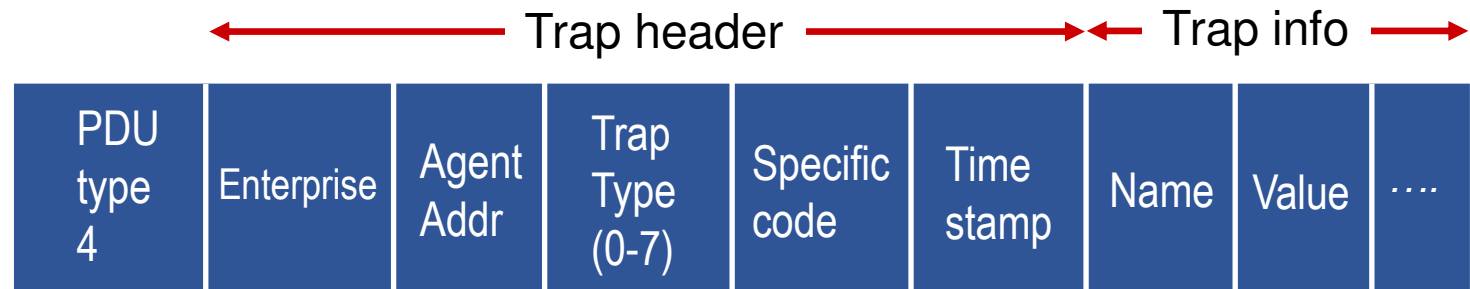 Trap header
Trap info
PDU
type
4
Enterprise
Agent
Addr
Trap
Type
(0-7)
Specific
code
Time
stamp
Name
Value
....